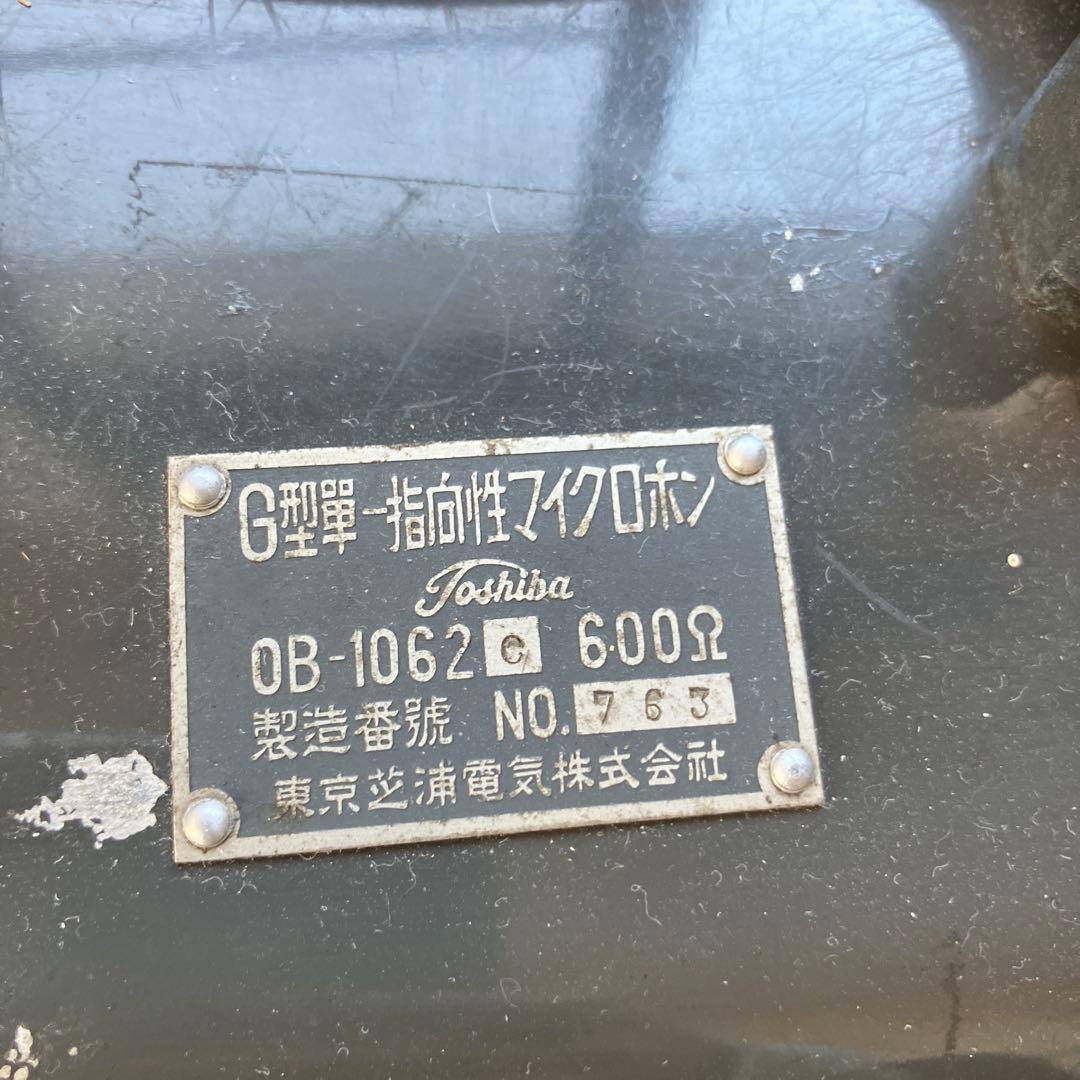 G型單一指向性マイクロホン
Toshiba
OB-1062 C 600Ω
製造番號 NO. 763
東京芝浦電気株式会社